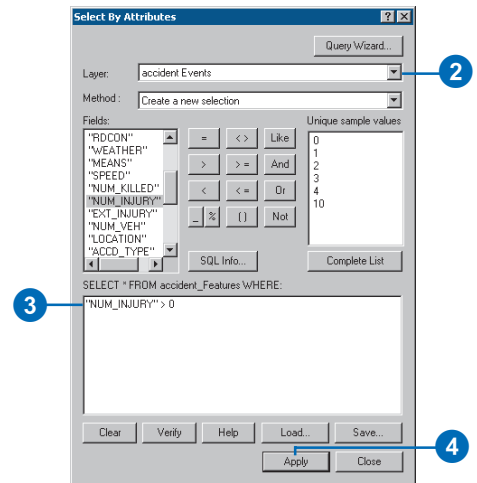 Select By Attributes
Query Wizard...
Layer: accident Events
2
Method : Create a new selection
Fields: Unique sample values
"RDCON"
"WEATHER"
"MEANS"
"SPEED"
"NUM_KILLED"
"NUM_INJURY"
"EXT_INJURY"
"NUM_VEH"
"LOCATION"
"ACCD_TYPE"
= < > Like
> > = And
< < = Or
_ % ( ) Not
0
1
2
3
4
10
SQL Info... Complete List
SELECT * FROM accident_Features WHERE:
3
"NUM_INJURY" > 0
Clear Verify Help Load... Save...
4
Apply Close